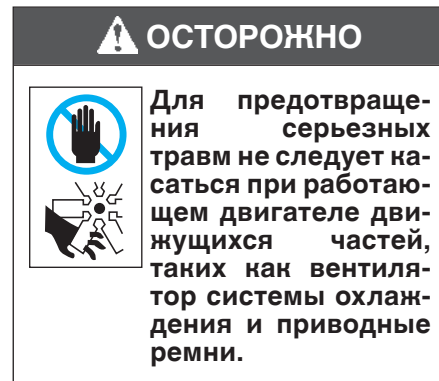 ОСТОРОЖНО
Для предотвраще-
ния серьезных
травм не следует ка-
саться при работаю-
щем двигателе дви-
жущихся частей,
таких как вентиля-
тор системы охлаж-
дения и приводные
ремни.